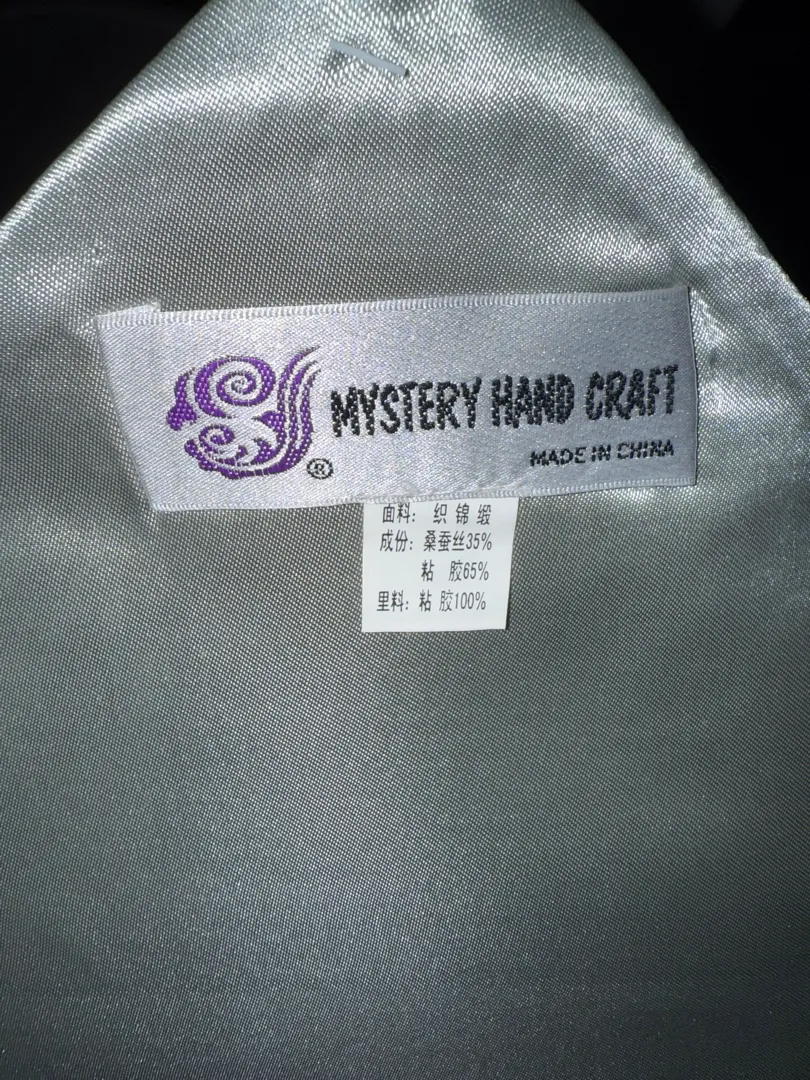 MYSTERY HAND CRAFT
®
MADE IN CHINA
面料: 织 锦 缎
成份: 桑蚕丝35%
粘 胶65%
里料: 粘 胶100%